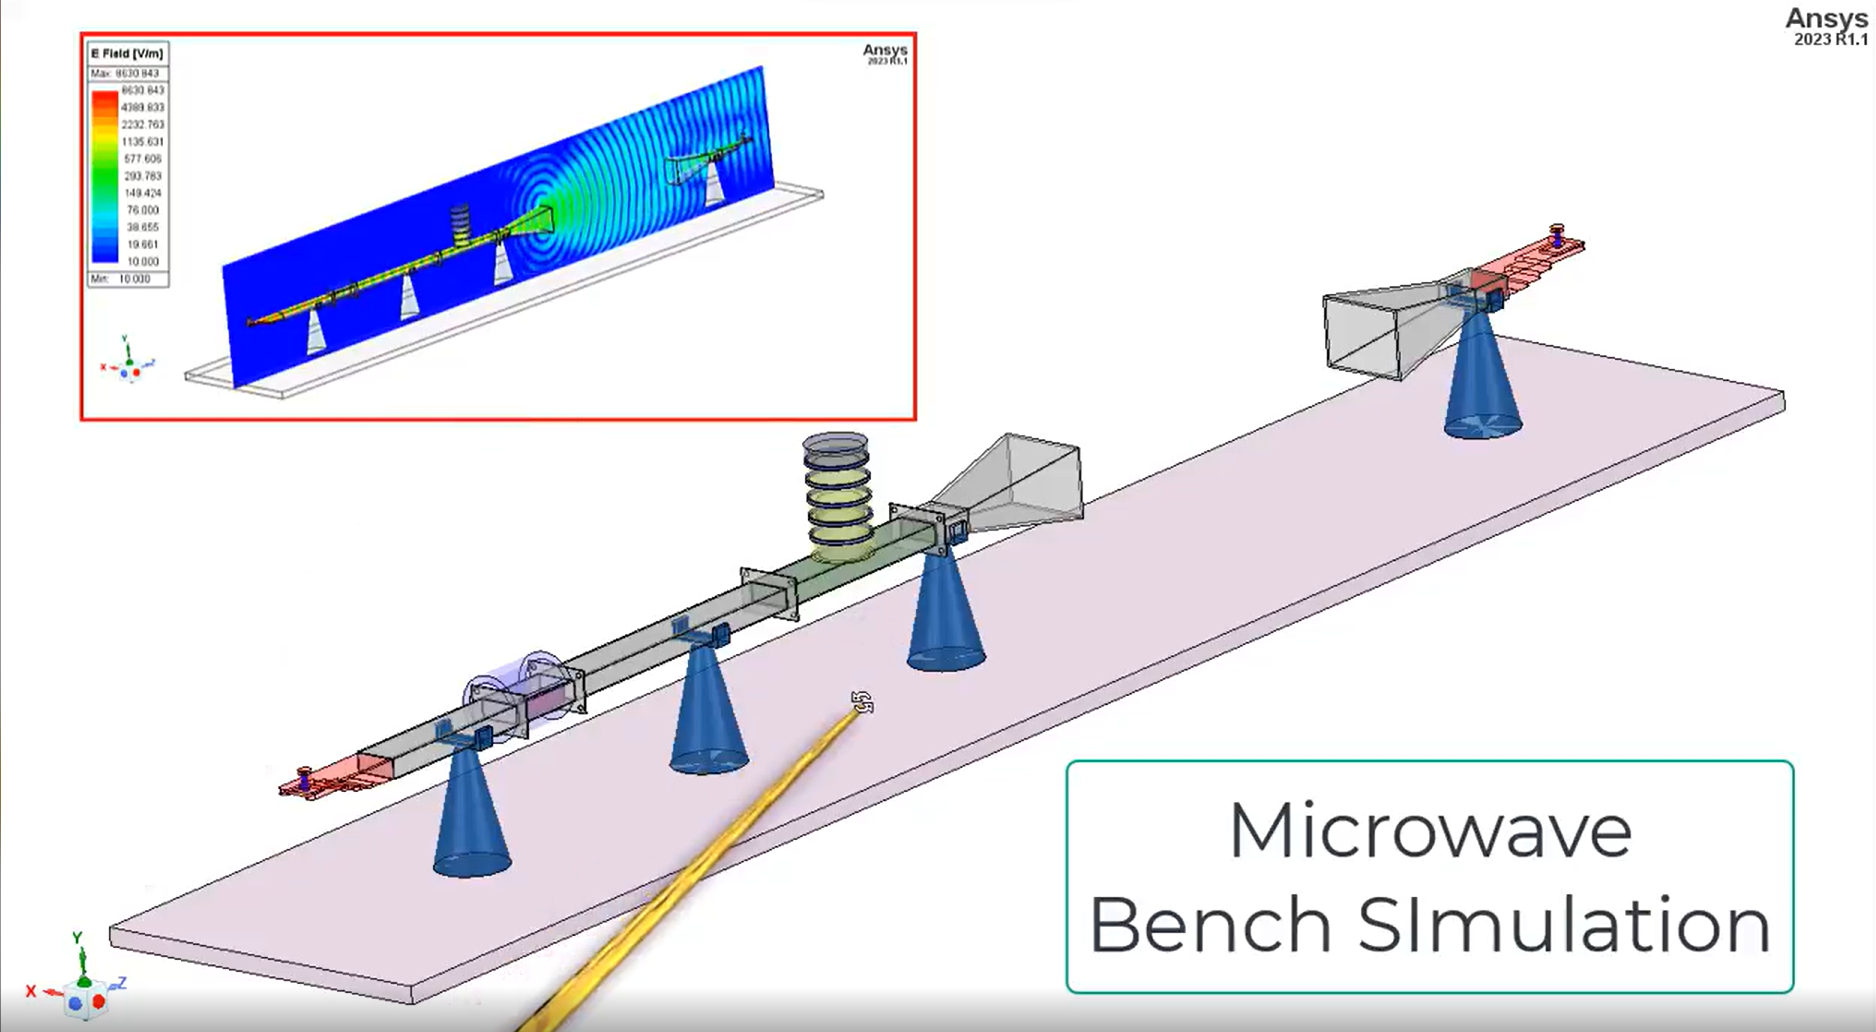 Ansys
2023 R1.1
E Field [V/m]
Max: 8630.843
8630.843
4389.833
2232.763
1135.631
577.606
293.783
149.424
76.000
38.655
19.661
10.000
Min: 10.000
Ansys
2023 R1.1
Y
X
Z
Microwave
Bench SImulation
Y
X
Z